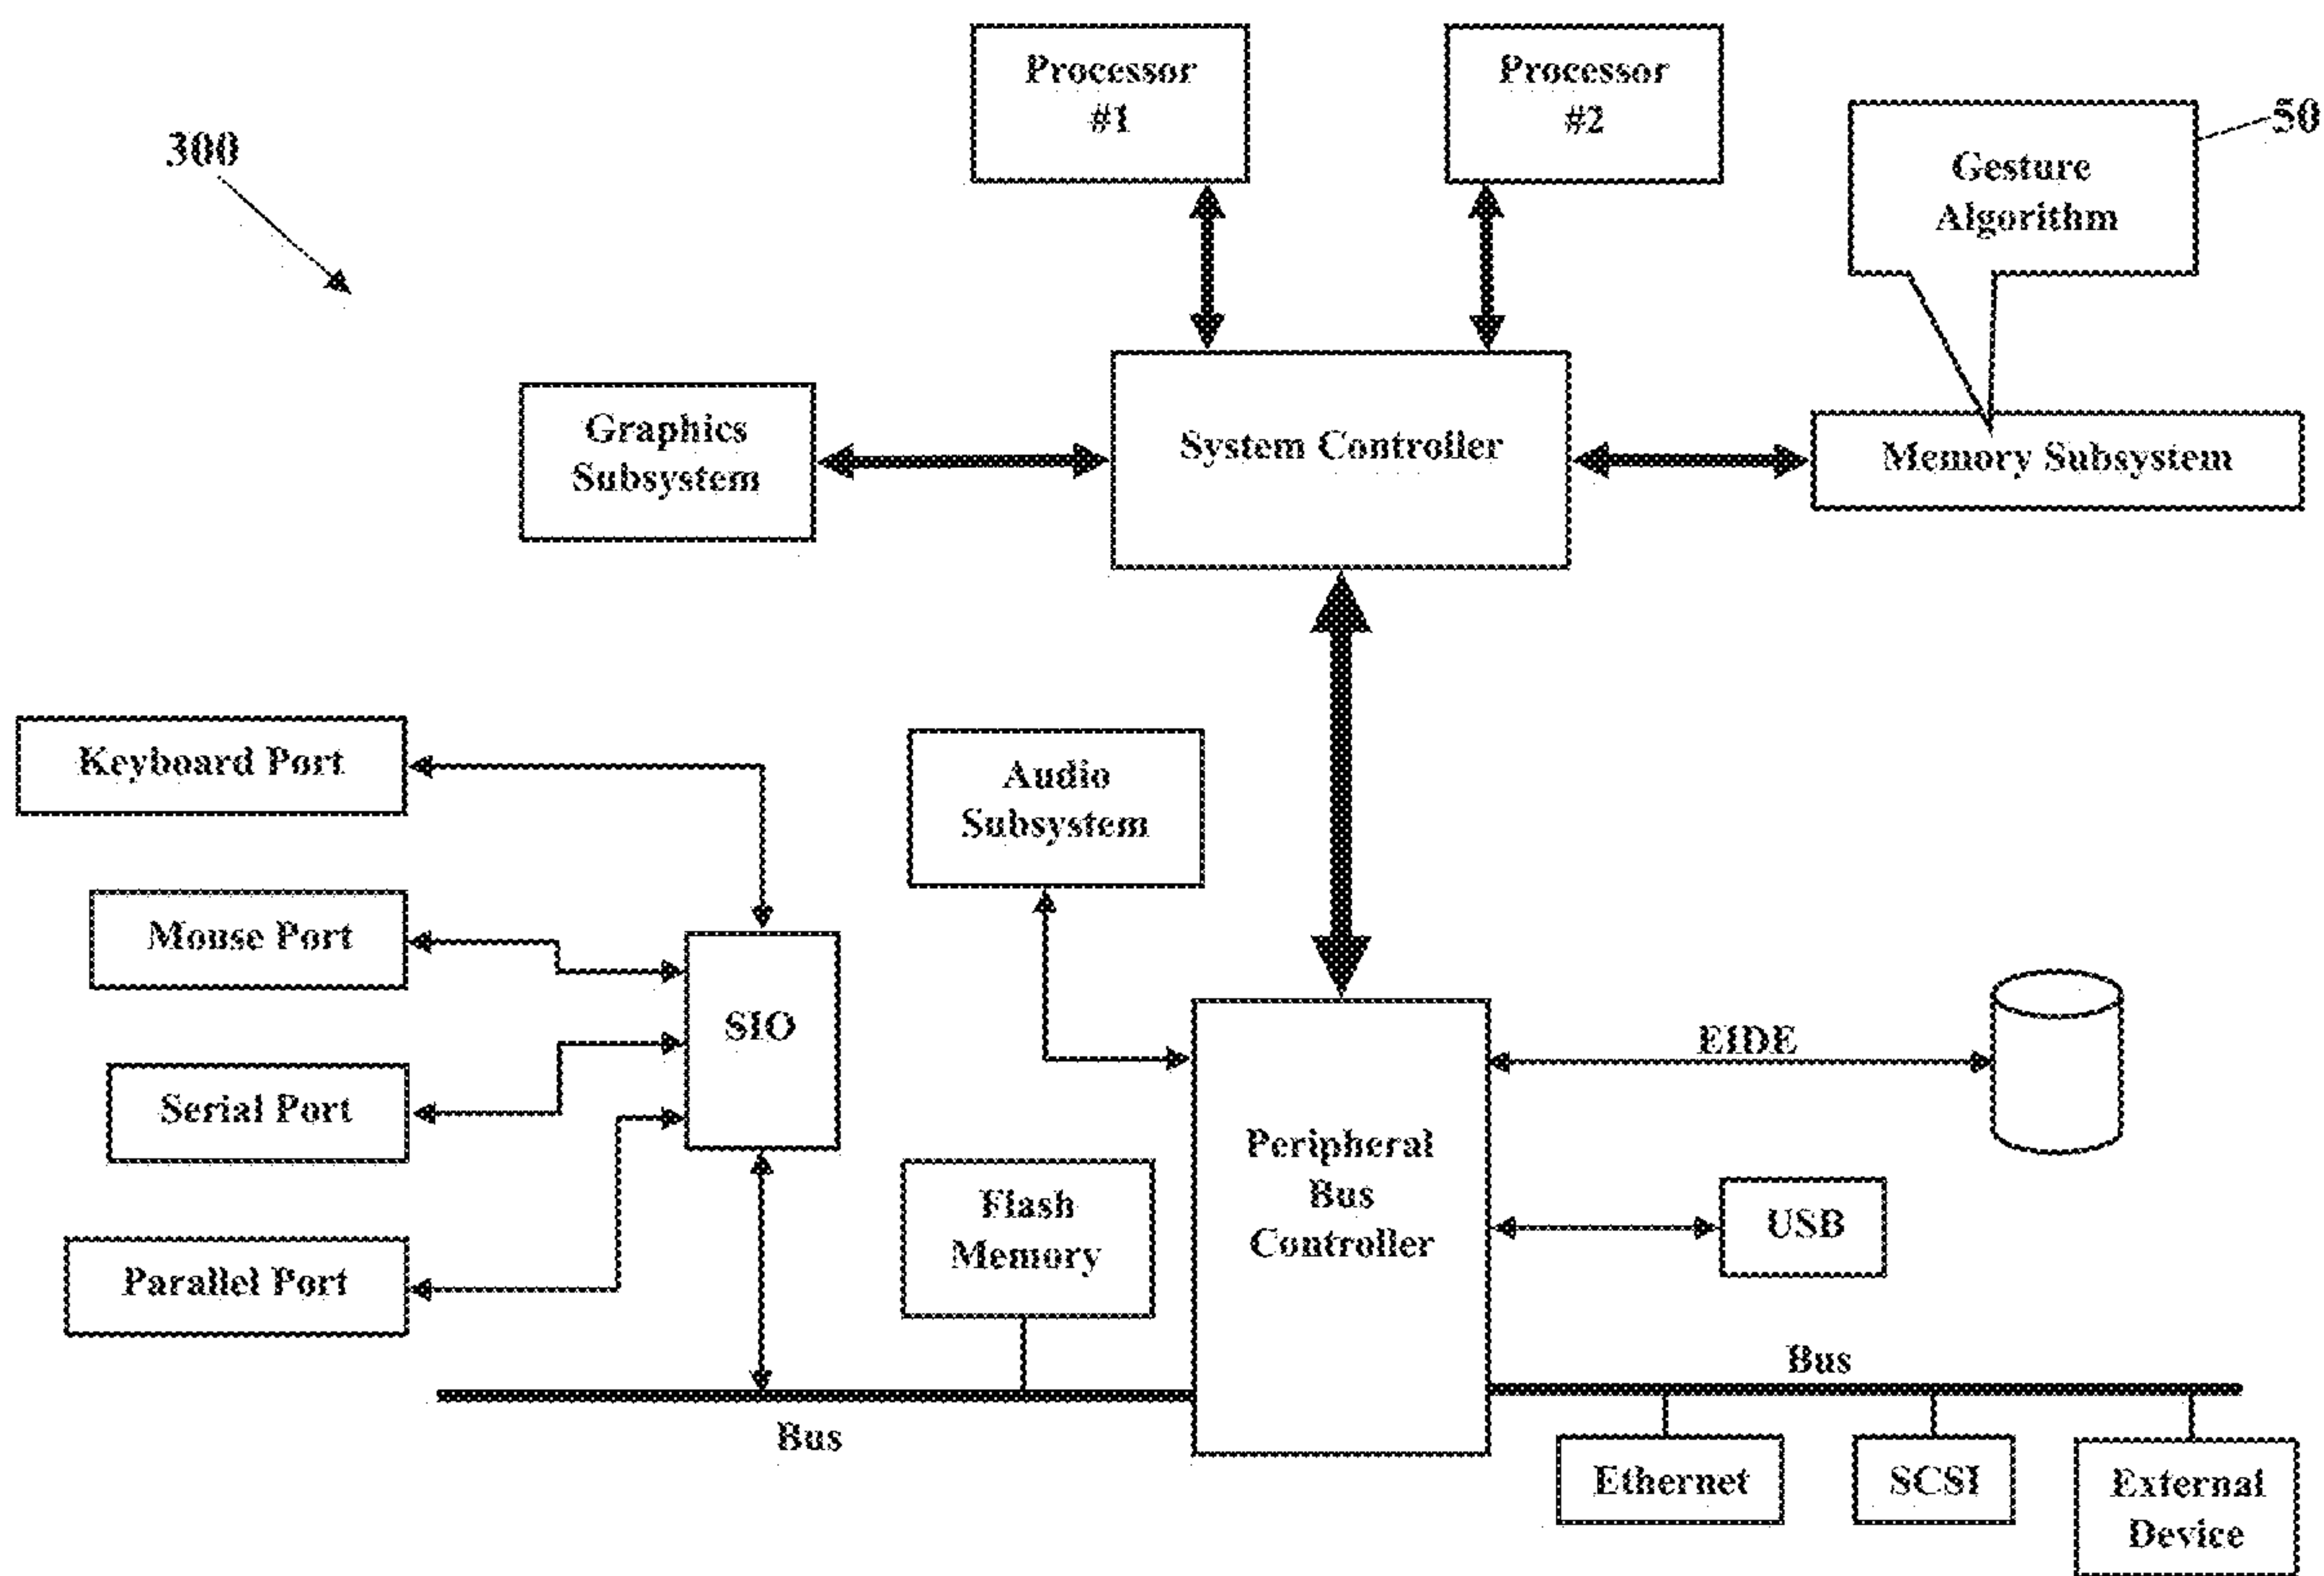 Processor
#1
Processor
#2
300
50
Gesture
Algorithm
Graphics
Subsystem
System Controller
Memory Subsystem
Keyboard Port
Audio
Subsystem
Mouse Port
SIO
EIDE
Serial Port
Peripheral
Bus
Controller
Flash
Memory
USB
Parallel Port
Bus
Bus
Ethernet
SCSI
External
Device